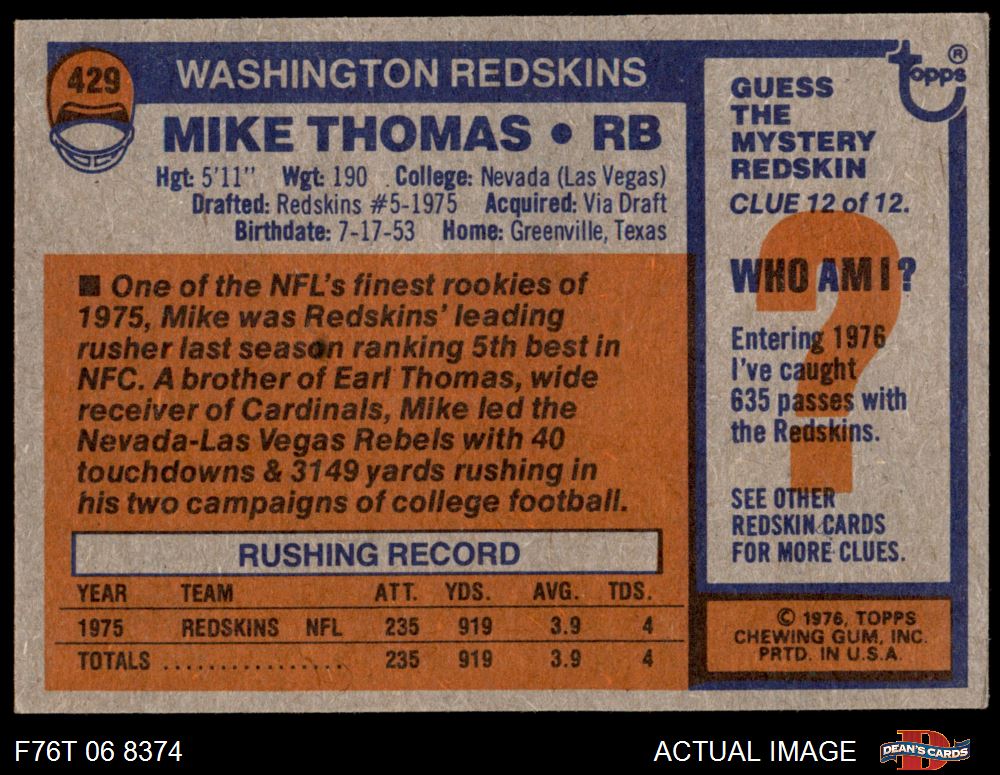 429
WASHINGTON REDSKINS
MIKE THOMAS • RB
Hgt: 5'11" Wgt: 190 College: Nevada (Las Vegas)
Drafted: Redskins #5-1975 Acquired: Via Draft
Birthdate: 7-17-53 Home: Greenville, Texas
■ One of the NFL's finest rookies of
1975, Mike was Redskins' leading
rusher last season ranking 5th best in
NFC. A brother of Earl Thomas, wide
receiver of Cardinals, Mike led the
Nevada-Las Vegas Rebels with 40
touchdowns & 3149 yards rushing in
his two campaigns of college football.
RUSHING RECORD
YEAR TEAM ATT. YDS. AVG. TDS.
1975 REDSKINS NFL 235 919 3.9 4
TOTALS ................. 235 919 3.9 4
topps ®
GUESS
THE
MYSTERY
REDSKIN
CLUE 12 of 12.
?
WHO AM I?
Entering 1976
I've caught
635 passes with
the Redskins.
SEE OTHER
REDSKIN CARDS
FOR MORE CLUES.
© 1976, TOPPS
CHEWING GUM, INC.
PRTD. IN U.S.A.
F76T 06 8374
ACTUAL IMAGE
D
DEAN'S CARDS